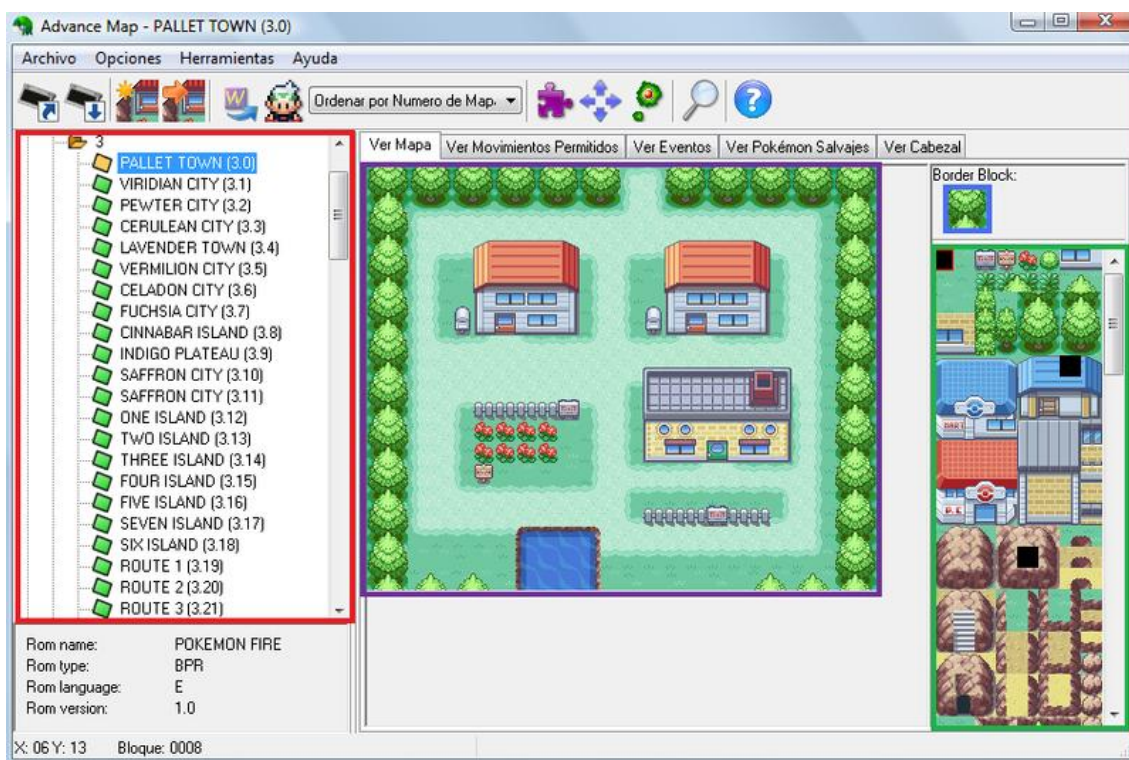 Advance Map - PALLET TOWN (3.0)
Archivo Opciones Herramientas Ayuda
Ordenar por Numero de Map.
3
PALLET TOWN (3.0)
VIRIDIAN CITY (3.1)
PEWTER CITY (3.2)
CERULEAN CITY (3.3)
LAVENDER TOWN (3.4)
VERMILION CITY (3.5)
CELADON CITY (3.6)
FUCHSIA CITY (3.7)
CINNABAR ISLAND (3.8)
INDIGO PLATEAU (3.9)
SAFFRON CITY (3.10)
SAFFRON CITY (3.11)
ONE ISLAND (3.12)
TWO ISLAND (3.13)
THREE ISLAND (3.14)
FOUR ISLAND (3.15)
FIVE ISLAND (3.16)
SEVEN ISLAND (3.17)
SIX ISLAND (3.18)
ROUTE 1 (3.19)
ROUTE 2 (3.20)
ROUTE 3 (3.21)
Rom name: POKEMON FIRE
Rom type: BPR
Rom language: E
Rom version: 1.0
Ver Mapa Ver Movimientos Permitidos Ver Eventos Ver Pokémon Salvajes Ver Cabezal
Border Block:
MART
P.C
X: 06 Y: 13 Bloque: 0008